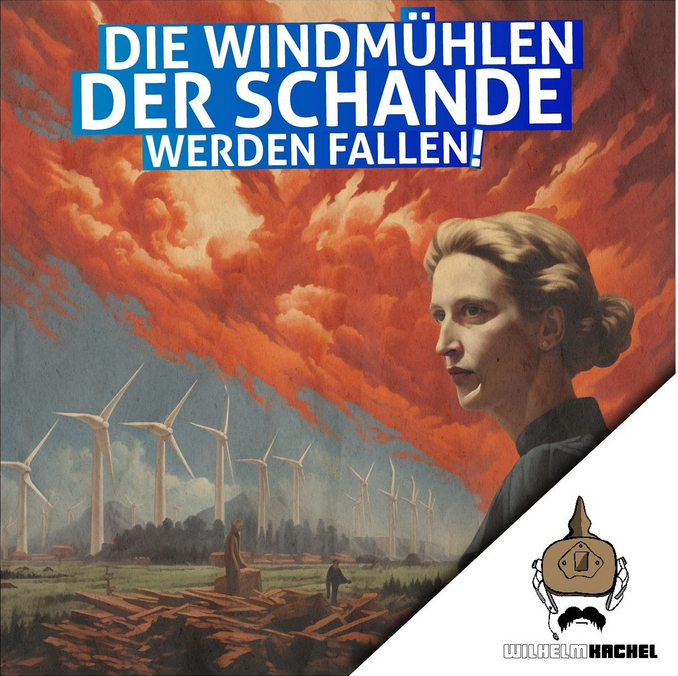 DIE WINDMÜHLEN
DER SCHANDE
WERDEN FALLEN!
WILHELMKACHEL